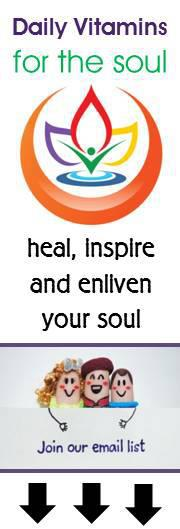 Daily Vitamins
for the soul
heal, inspire
and enliven
your soul
Join our email list